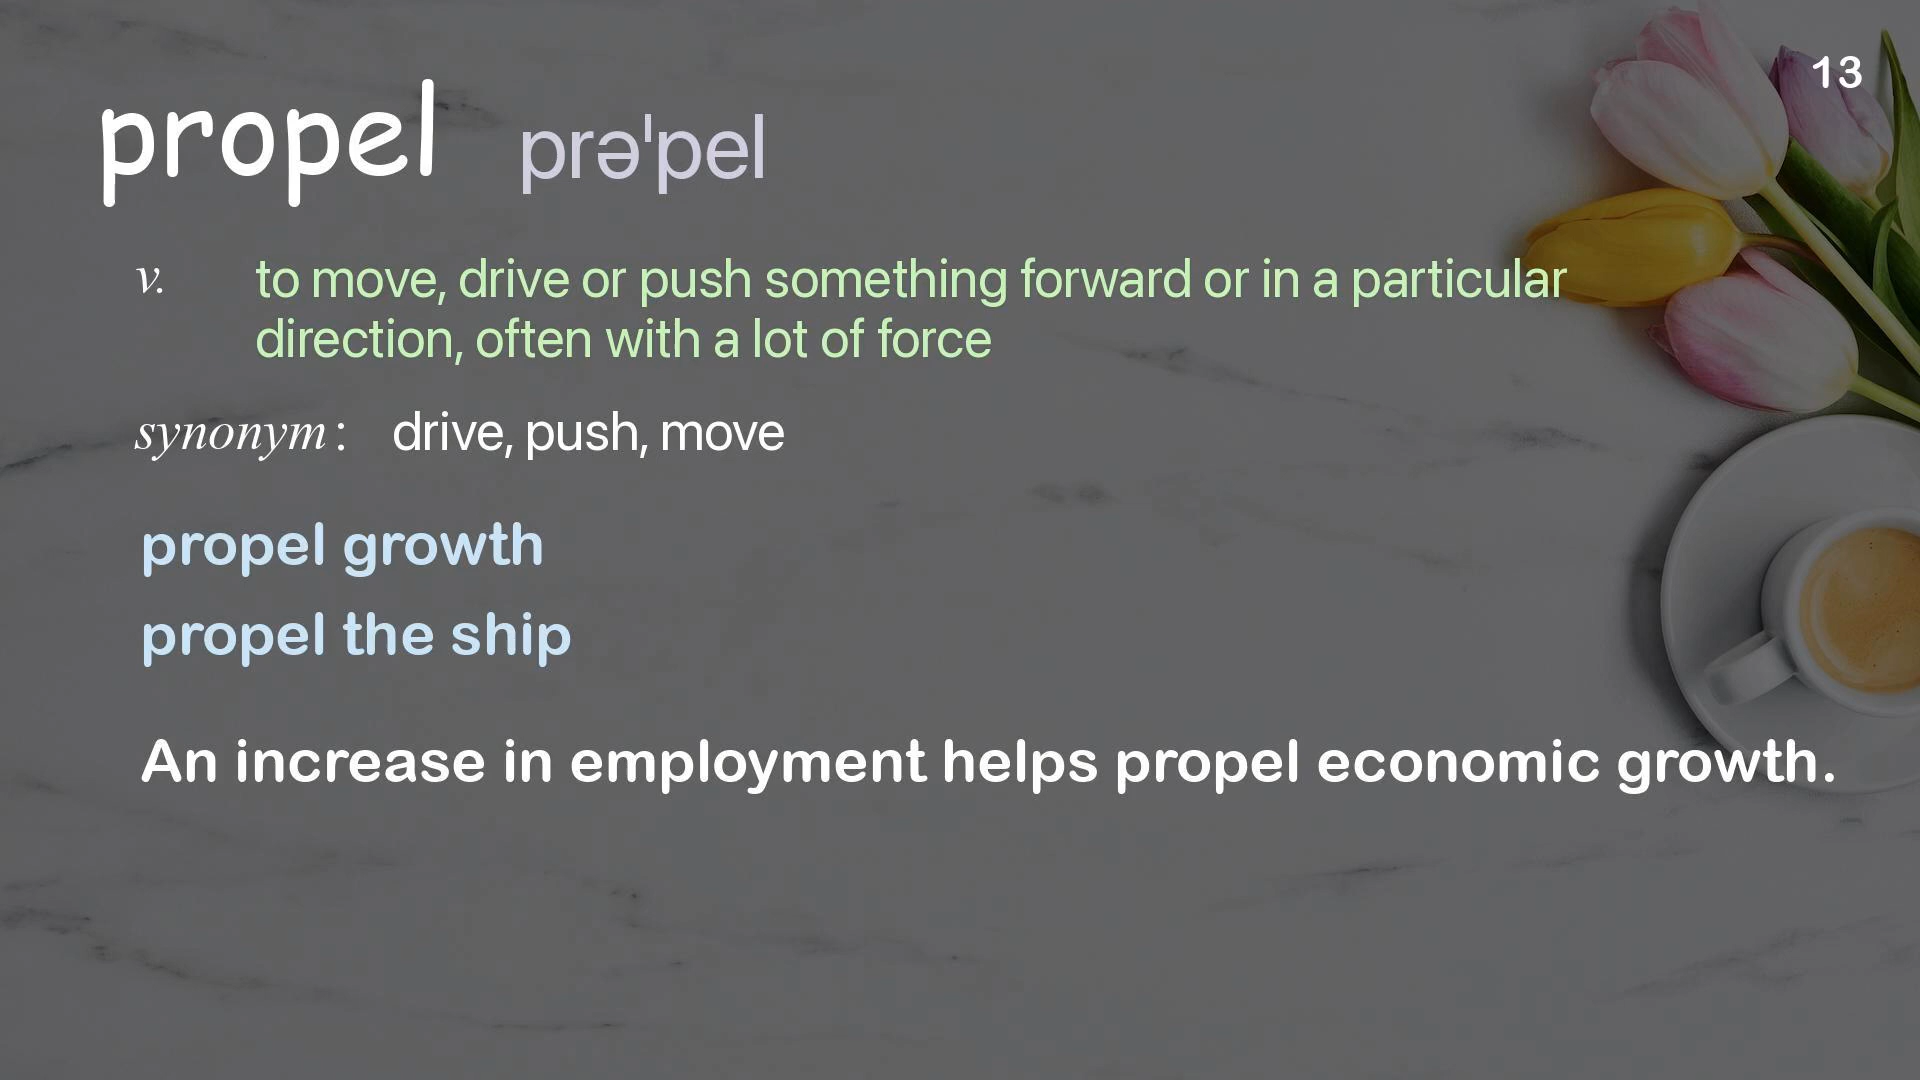 13
propel prə'pel
v. to move, drive or push something forward or in a particular
direction, often with a lot of force
synonym: drive, push, move
propel growth
propel the ship
An increase in employment helps propel economic growth.